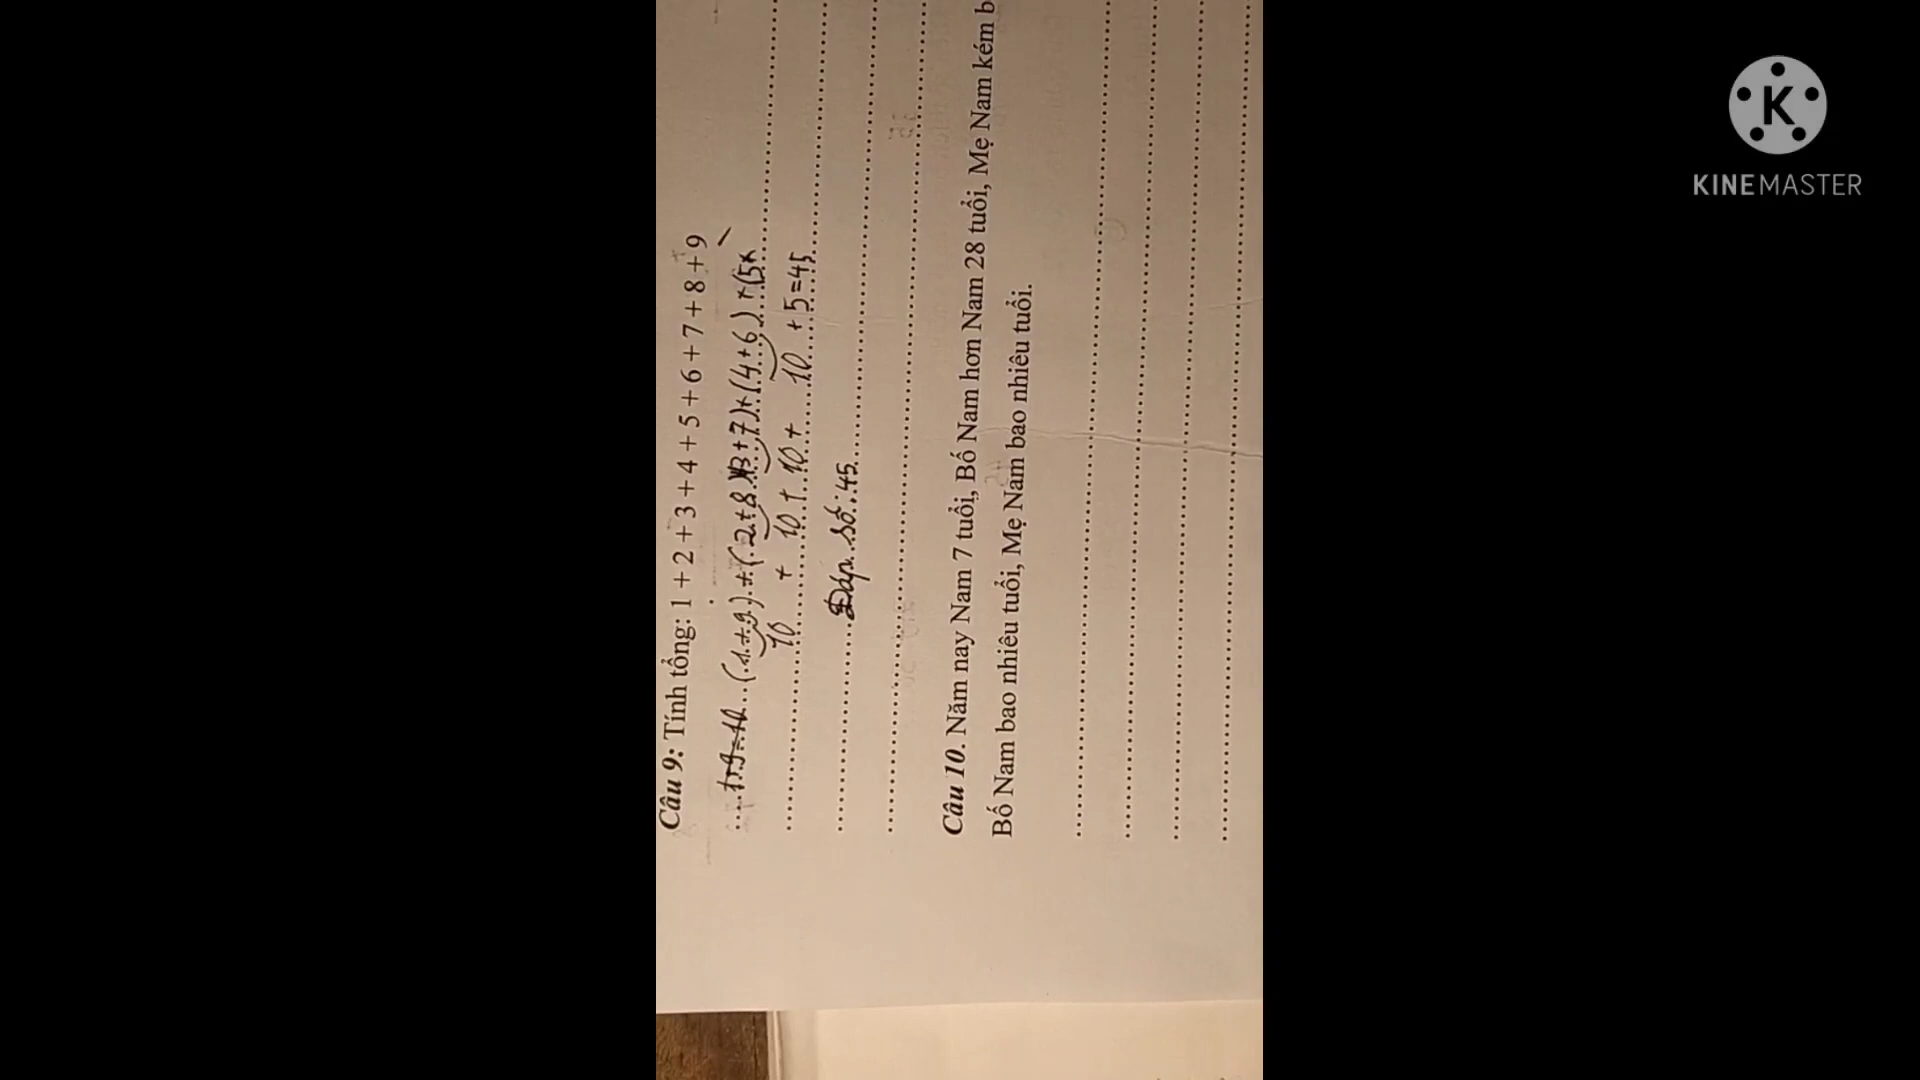 Câu 9: Tính tổng: 1 + 2 + 3 + 4 + 5 + 6 + 7 + 8 + 9
1+9=10 (1+9) + (2+8)+(3+7)+(4+6)+(5
10 + 10 + 10 + 10 + 5 = 45
Đáp số: 45
Câu 10. Năm nay Nam 7 tuổi, Bố Nam hơn Nam 28 tuổi, Mẹ Nam kém b
Bố Nam bao nhiêu tuổi, Mẹ Nam bao nhiêu tuổi.
K
KINEMASTER